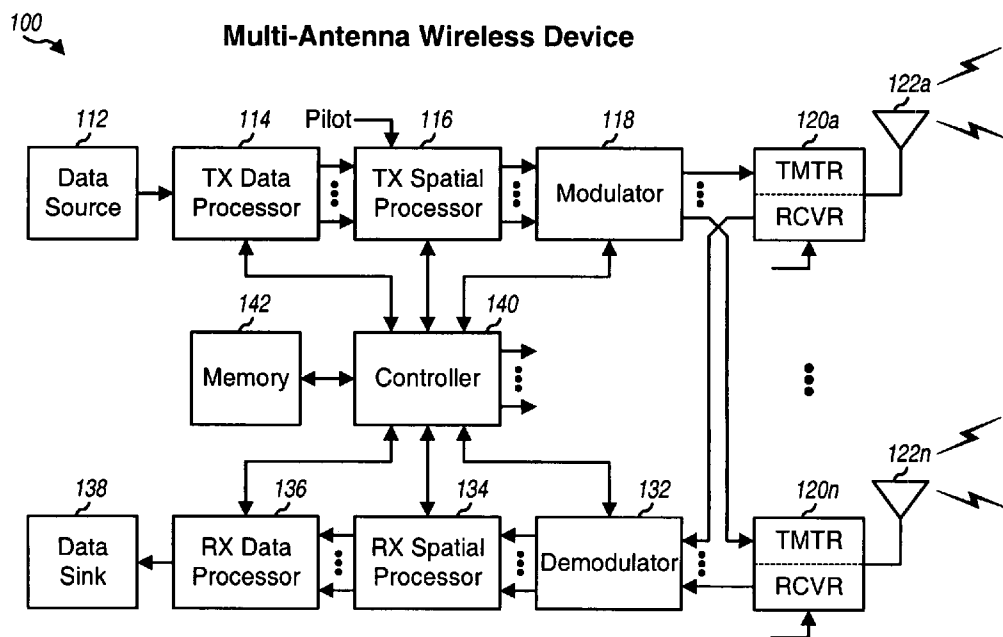 100
Multi-Antenna Wireless Device
122a
112
114
Pilot
116
118
120a
Data
Source
TX Data
Processor
TX Spatial
Processor
Modulator
TMTR
RCVR
142
140
Memory
Controller
122n
138
136
134
132
120n
Data
Sink
RX Data
Processor
RX Spatial
Processor
Demodulator
TMTR
RCVR